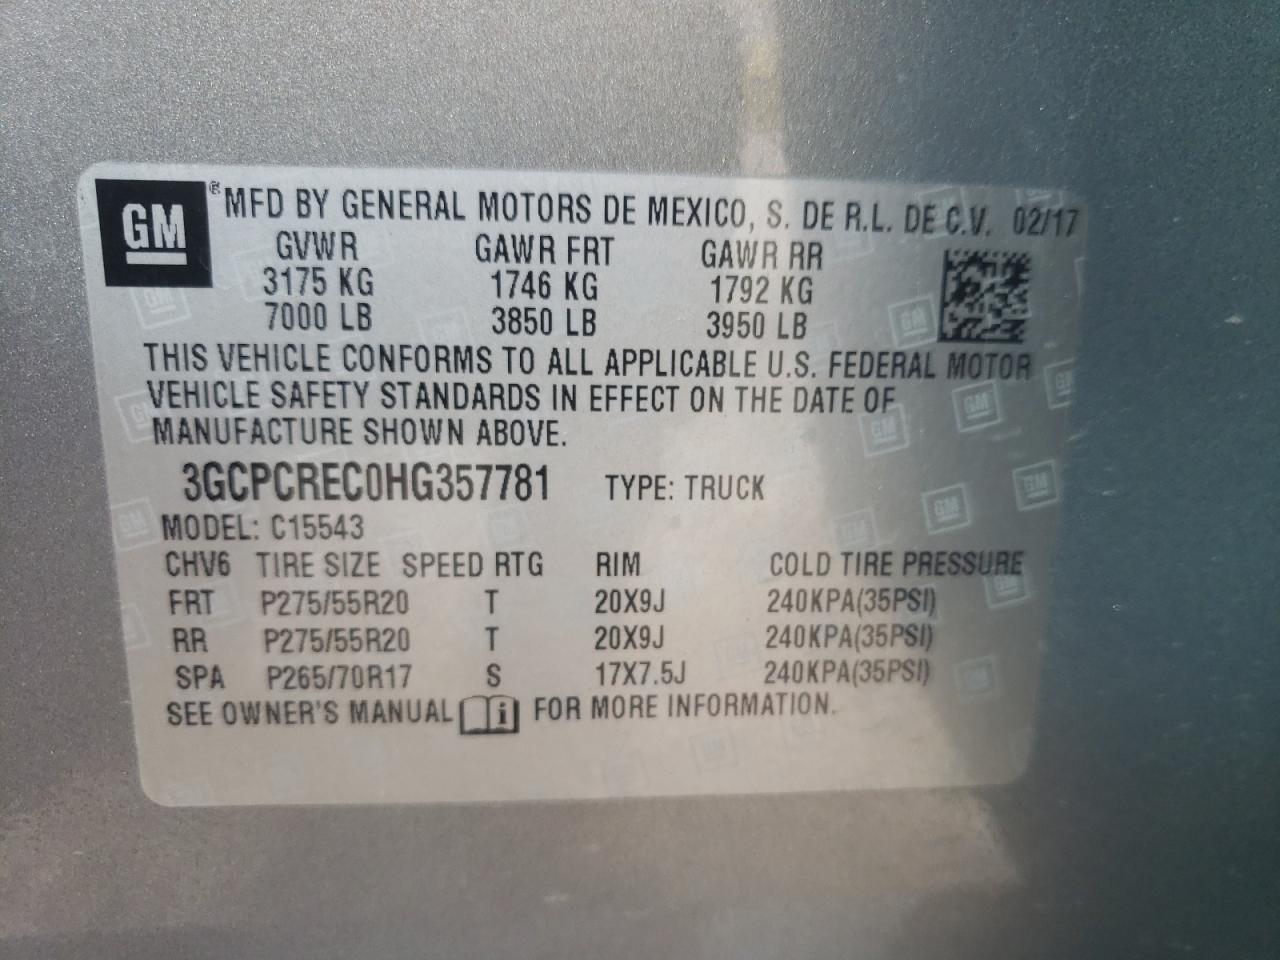 GM ® MFD BY GENERAL MOTORS DE MEXICO, S. DE R.L. DE C.V. 02/17
GVWR GAWR FRT GAWR RR
3175 KG 1746 KG 1792 KG
7000 LB 3850 LB 3950 LB
THIS VEHICLE CONFORMS TO ALL APPLICABLE U.S. FEDERAL MOTOR
VEHICLE SAFETY STANDARDS IN EFFECT ON THE DATE OF
MANUFACTURE SHOWN ABOVE.
3GCPCREC0HG357781 TYPE: TRUCK
MODEL: C15543
CHV6 TIRE SIZE SPEED RTG RIM COLD TIRE PRESSURE
FRT P275/55R20 T 20X9J 240KPA(35PSI)
RR P275/55R20 T 20X9J 240KPA(35PSI)
SPA P265/70R17 S 17X7.5J 240KPA(35PSI)
SEE OWNER'S MANUAL i FOR MORE INFORMATION.